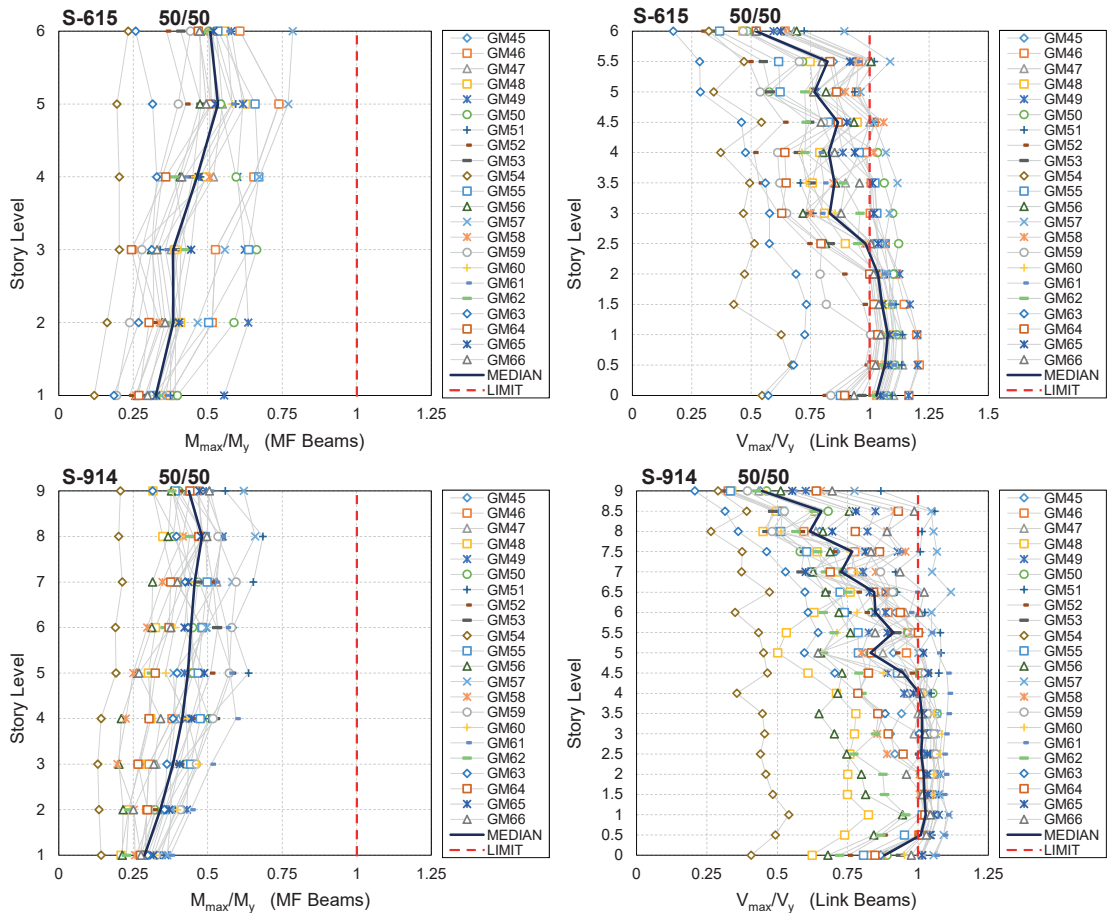 S-615 50/50
6
5
4
3
2
1
Story Level
0 0.25 0.5 0.75 1 1.25
Mmax/My (MF Beams)
GM45
GM46
GM47
GM48
GM49
GM50
GM51
GM52
GM53
GM54
GM55
GM56
GM57
GM58
GM59
GM60
GM61
GM62
GM63
GM64
GM65
GM66
MEDIAN
LIMIT
S-615 50/50
6
5.5
5
4.5
4
3.5
3
2.5
2
1.5
1
0.5
0
Story Level
0 0.25 0.5 0.75 1 1.25 1.5
Vmax/Vy (Link Beams)
GM45
GM46
GM47
GM48
GM49
GM50
GM51
GM52
GM53
GM54
GM55
GM56
GM57
GM58
GM59
GM60
GM61
GM62
GM63
GM64
GM65
GM66
MEDIAN
LIMIT
S-914 50/50
9
8
7
6
5
4
3
2
1
Story Level
0 0.25 0.5 0.75 1 1.25
Mmax/My (MF Beams)
GM45
GM46
GM47
GM48
GM49
GM50
GM51
GM52
GM53
GM54
GM55
GM56
GM57
GM58
GM59
GM60
GM61
GM62
GM63
GM64
GM65
GM66
MEDIAN
LIMIT
S-914 50/50
9
8.5
8
7.5
7
6.5
6
5.5
5
4.5
4
3.5
3
2.5
2
1.5
1
0.5
0
Story Level
0 0.25 0.5 0.75 1 1.25
Vmax/Vy (Link Beams)
GM45
GM46
GM47
GM48
GM49
GM50
GM51
GM52
GM53
GM54
GM55
GM56
GM57
GM58
GM59
GM60
GM61
GM62
GM63
GM64
GM65
GM66
MEDIAN
LIMIT